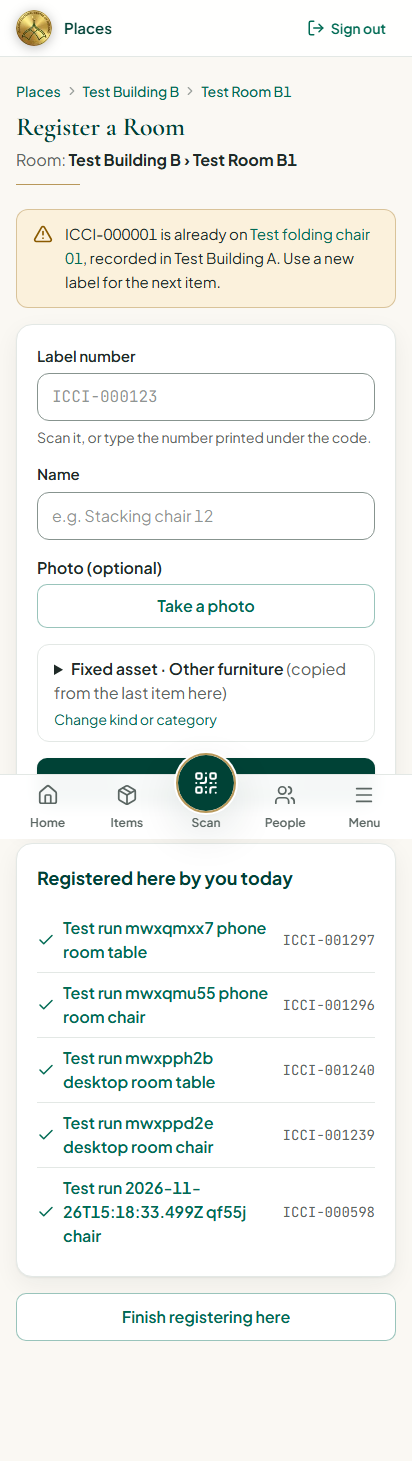 Places
Sign out
Places > Test Building B > Test Room B1
Register a Room
Room: Test Building B › Test Room B1
ICCI-000001 is already on Test folding chair
01, recorded in Test Building A. Use a new
label for the next item.
Label number
ICCI-000123
Scan it, or type the number printed under the code.
Name
e.g. Stacking chair 12
Photo (optional)
Take a photo
Fixed asset · Other furniture (copied
from the last item here)
Change kind or category
Home
Items
Scan
People
Menu
Registered here by you today
Test run mwxqmxx7 phone
room table
ICCI-001297
Test run mwxqmu55 phone
room chair
ICCI-001296
Test run mwxpph2b
desktop room table
ICCI-001240
Test run mwxppd2e
desktop room chair
ICCI-001239
Test run 2026-11-
26T15:18:33.499Z qf55j
chair
ICCI-000598
Finish registering here